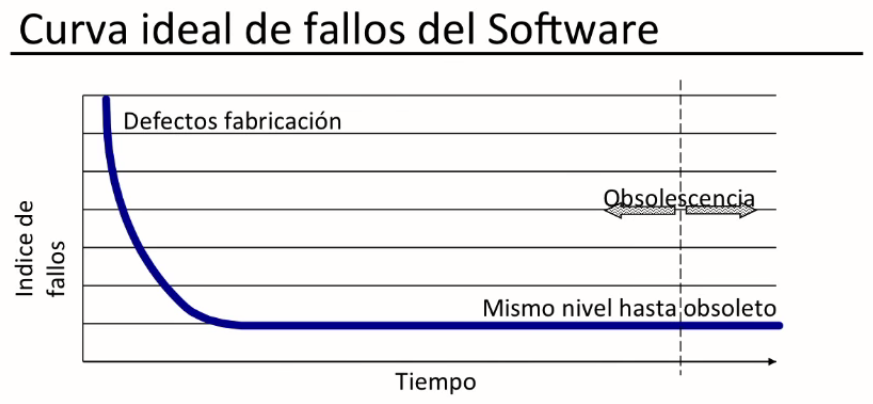 Curva ideal de fallos del Software
Defectos fabricación
Obsolescencia
Indice de
fallos
Mismo nivel hasta obsoleto
Tiempo